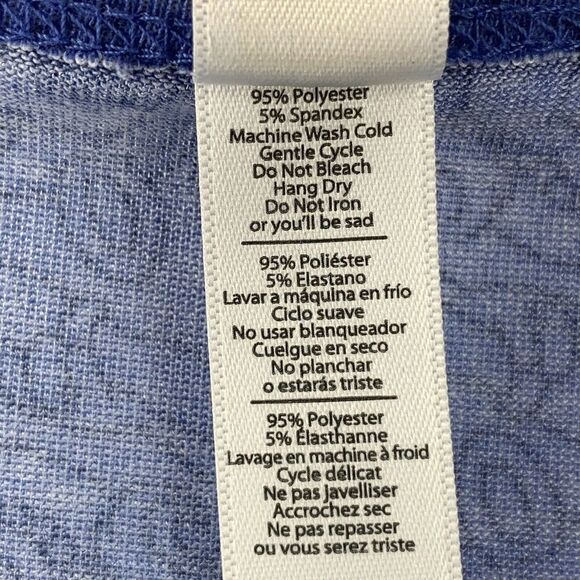 95% Polyester
5% Spandex
Machine Wash Cold
Gentle Cycle
Do Not Bleach
Hang Dry
Do Not Iron
or you'll be sad
95% Poliéster
5% Elastano
Lavar a máquina en frío
Ciclo suave
No usar blanqueador
Cuelgue en seco
No planchar
o estarás triste
95% Polyester
5% Élasthanne
Lavage en machine à froid
Cycle délicat
Ne pas Javelliser
Accrochez sec
Ne pas repasser
ou vous serez triste